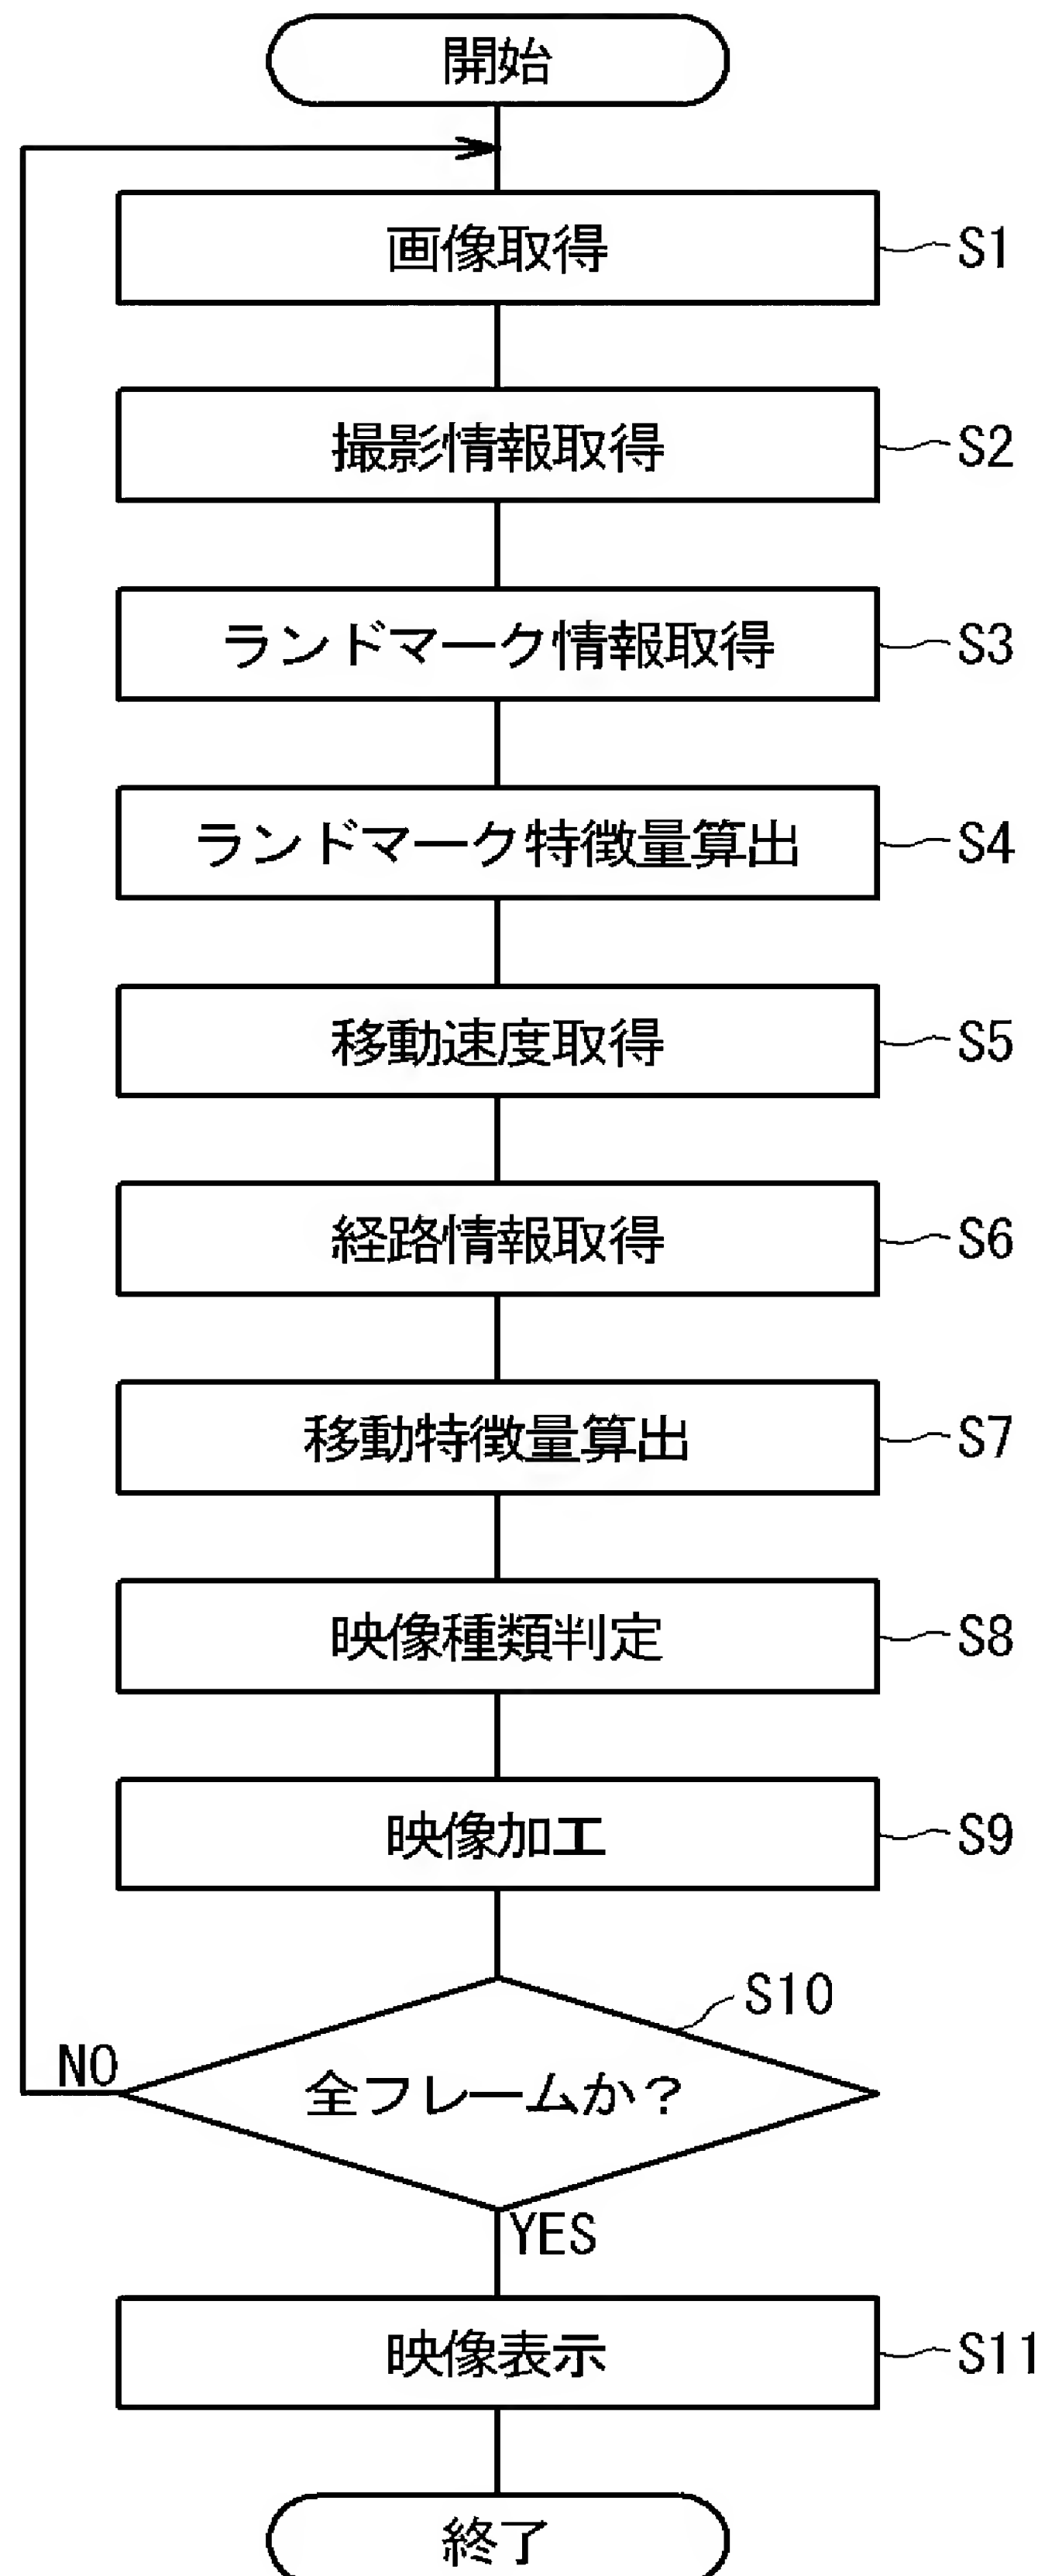 開始
画像取得 S1
撮影情報取得 S2
ランドマーク情報取得 S3
ランドマーク特徴量算出 S4
移動速度取得 S5
経路情報取得 S6
移動特徴量算出 S7
映像種類判定 S8
映像加工 S9
S10
NO
全フレームか?
YES
映像表示 S11
終了